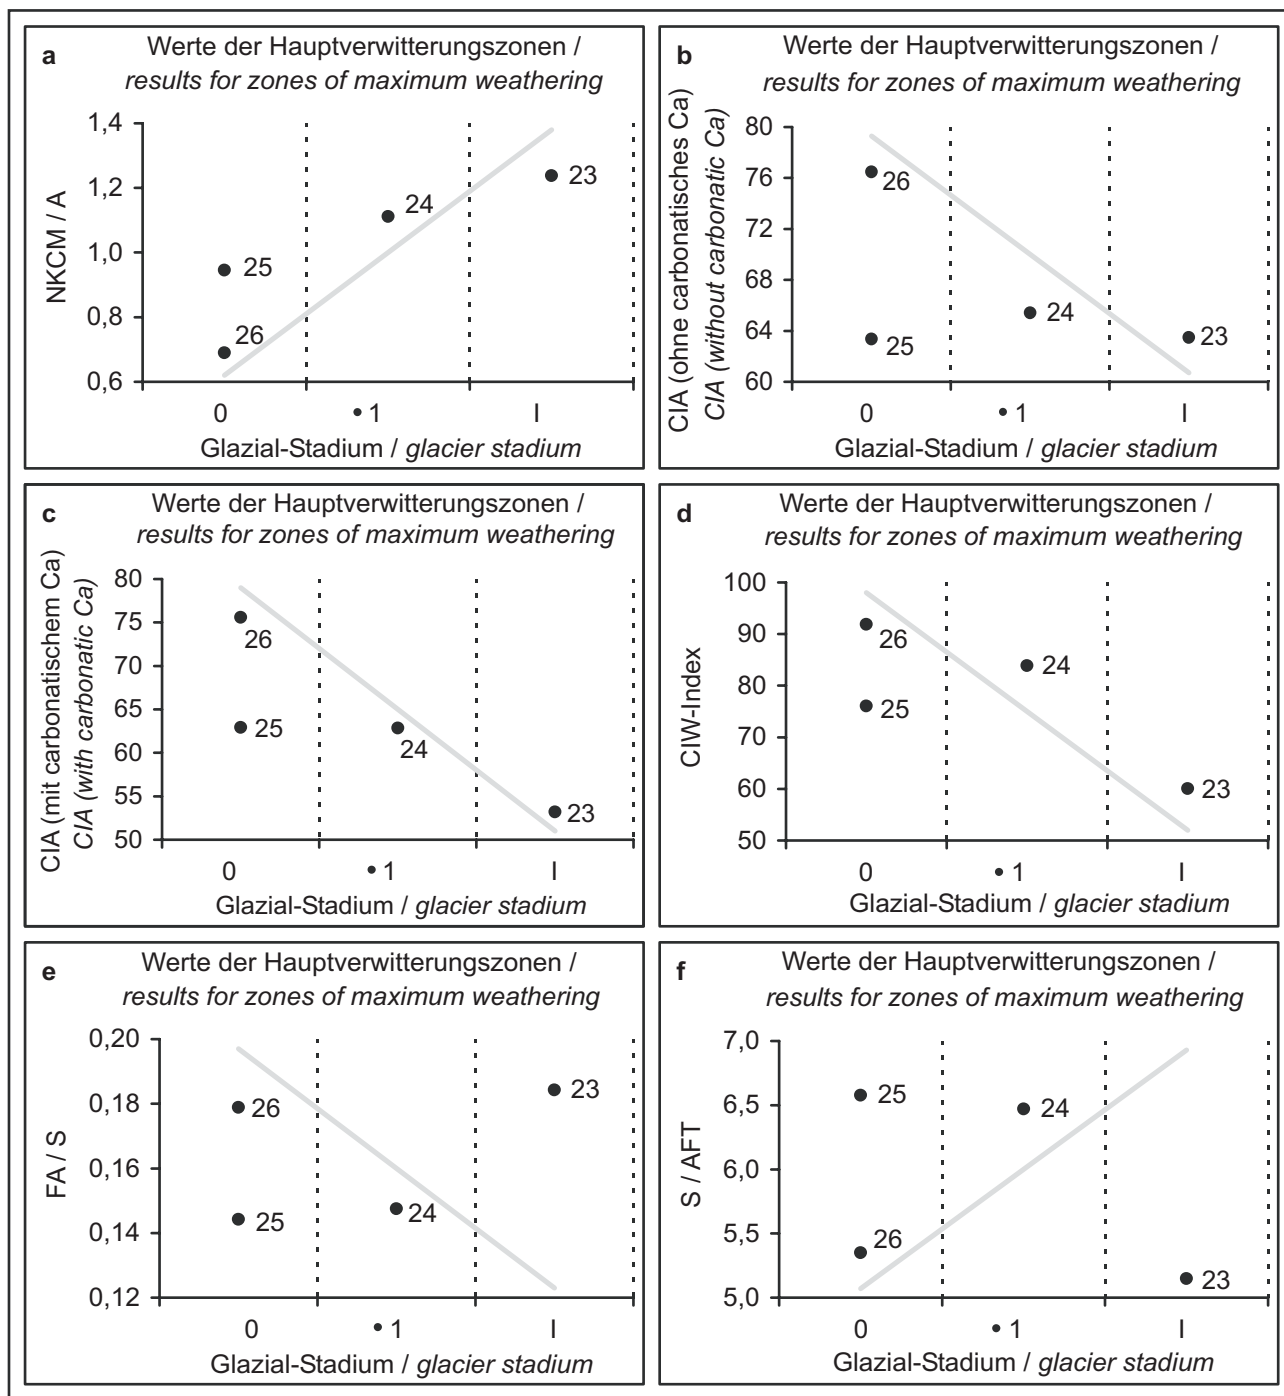 a
Werte der Hauptverwitterungszonen /
results for zones of maximum weathering
NKCM / A
1,4
1,2
1,0
0,8
0,6
25
26
24
23
0
• 1
I
Glazial-Stadium / glacier stadium
b
Werte der Hauptverwitterungszonen /
results for zones of maximum weathering
CIA (ohne carbonatisches Ca)
CIA (without carbonatic Ca)
80
76
72
68
64
60
26
25
24
23
0
• 1
I
Glazial-Stadium / glacier stadium
c
Werte der Hauptverwitterungszonen /
results for zones of maximum weathering
CIA (mit carbonatischem Ca)
CIA (with carbonatic Ca)
80
75
70
65
60
55
50
26
25
24
23
0
• 1
I
Glazial-Stadium / glacier stadium
d
Werte der Hauptverwitterungszonen /
results for zones of maximum weathering
CIW-Index
100
90
80
70
60
50
26
25
24
23
0
• 1
I
Glazial-Stadium / glacier stadium
e
Werte der Hauptverwitterungszonen /
results for zones of maximum weathering
FA / S
0,20
0,18
0,16
0,14
0,12
26
25
24
23
0
• 1
I
Glazial-Stadium / glacier stadium
f
Werte der Hauptverwitterungszonen /
results for zones of maximum weathering
S / AFT
7,0
6,5
6,0
5,5
5,0
25
26
24
23
0
• 1
I
Glazial-Stadium / glacier stadium